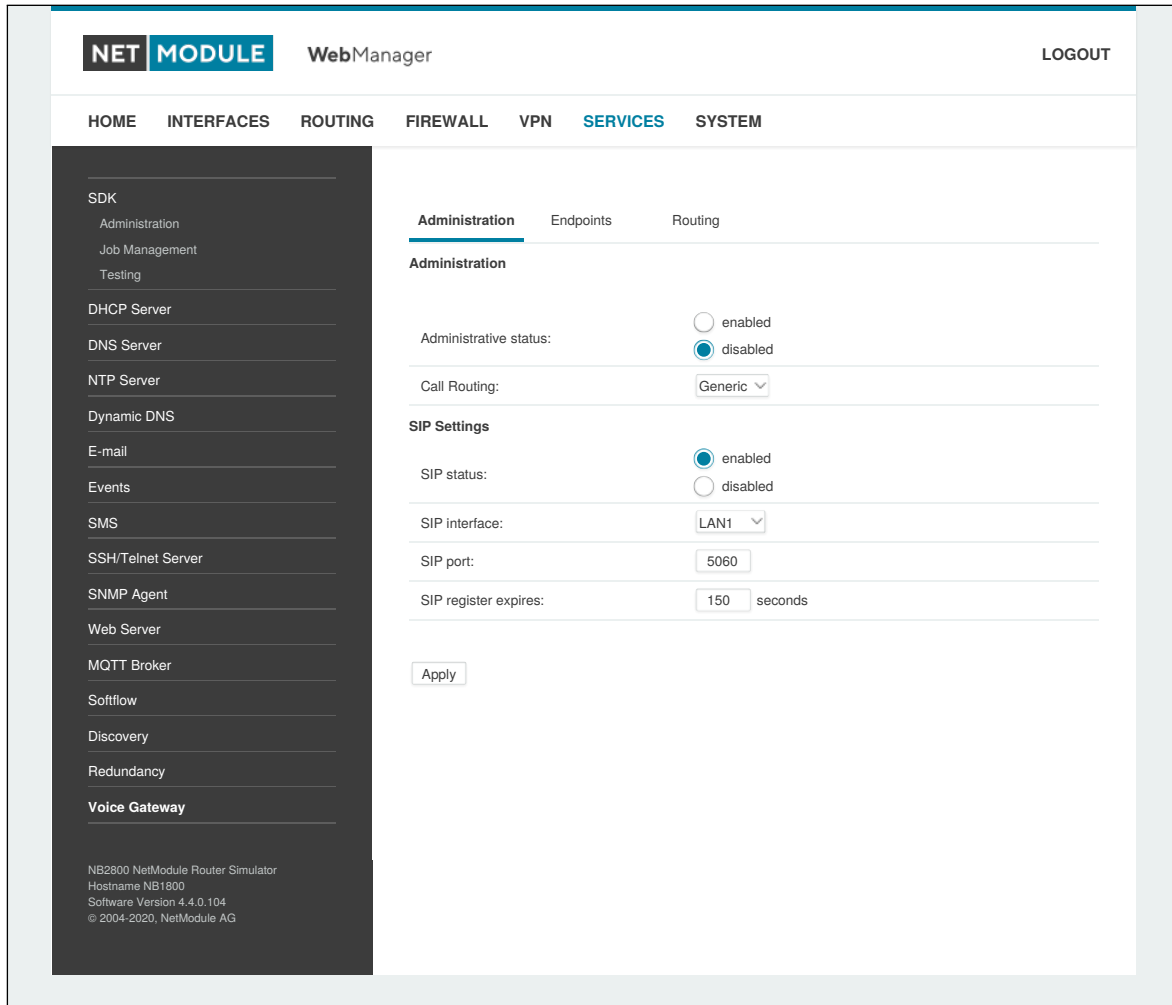 NET MODULE WebManager LOGOUT
HOME INTERFACES ROUTING FIREWALL VPN SERVICES SYSTEM
SDK
Administration
Job Management
Testing
DHCP Server
DNS Server
NTP Server
Dynamic DNS
E-mail
Events
SMS
SSH/Telnet Server
SNMP Agent
Web Server
MQTT Broker
Softflow
Discovery
Redundancy
Voice Gateway
NB2800 NetModule Router Simulator
Hostname NB1800
Software Version 4.4.0.104
© 2004-2020, NetModule AG
Administration Endpoints Routing
Administration
Administrative status:
enabled
disabled
Call Routing: Generic
SIP Settings
SIP status:
enabled
disabled
SIP interface: LAN1
SIP port: 5060
SIP register expires: 150 seconds
Apply